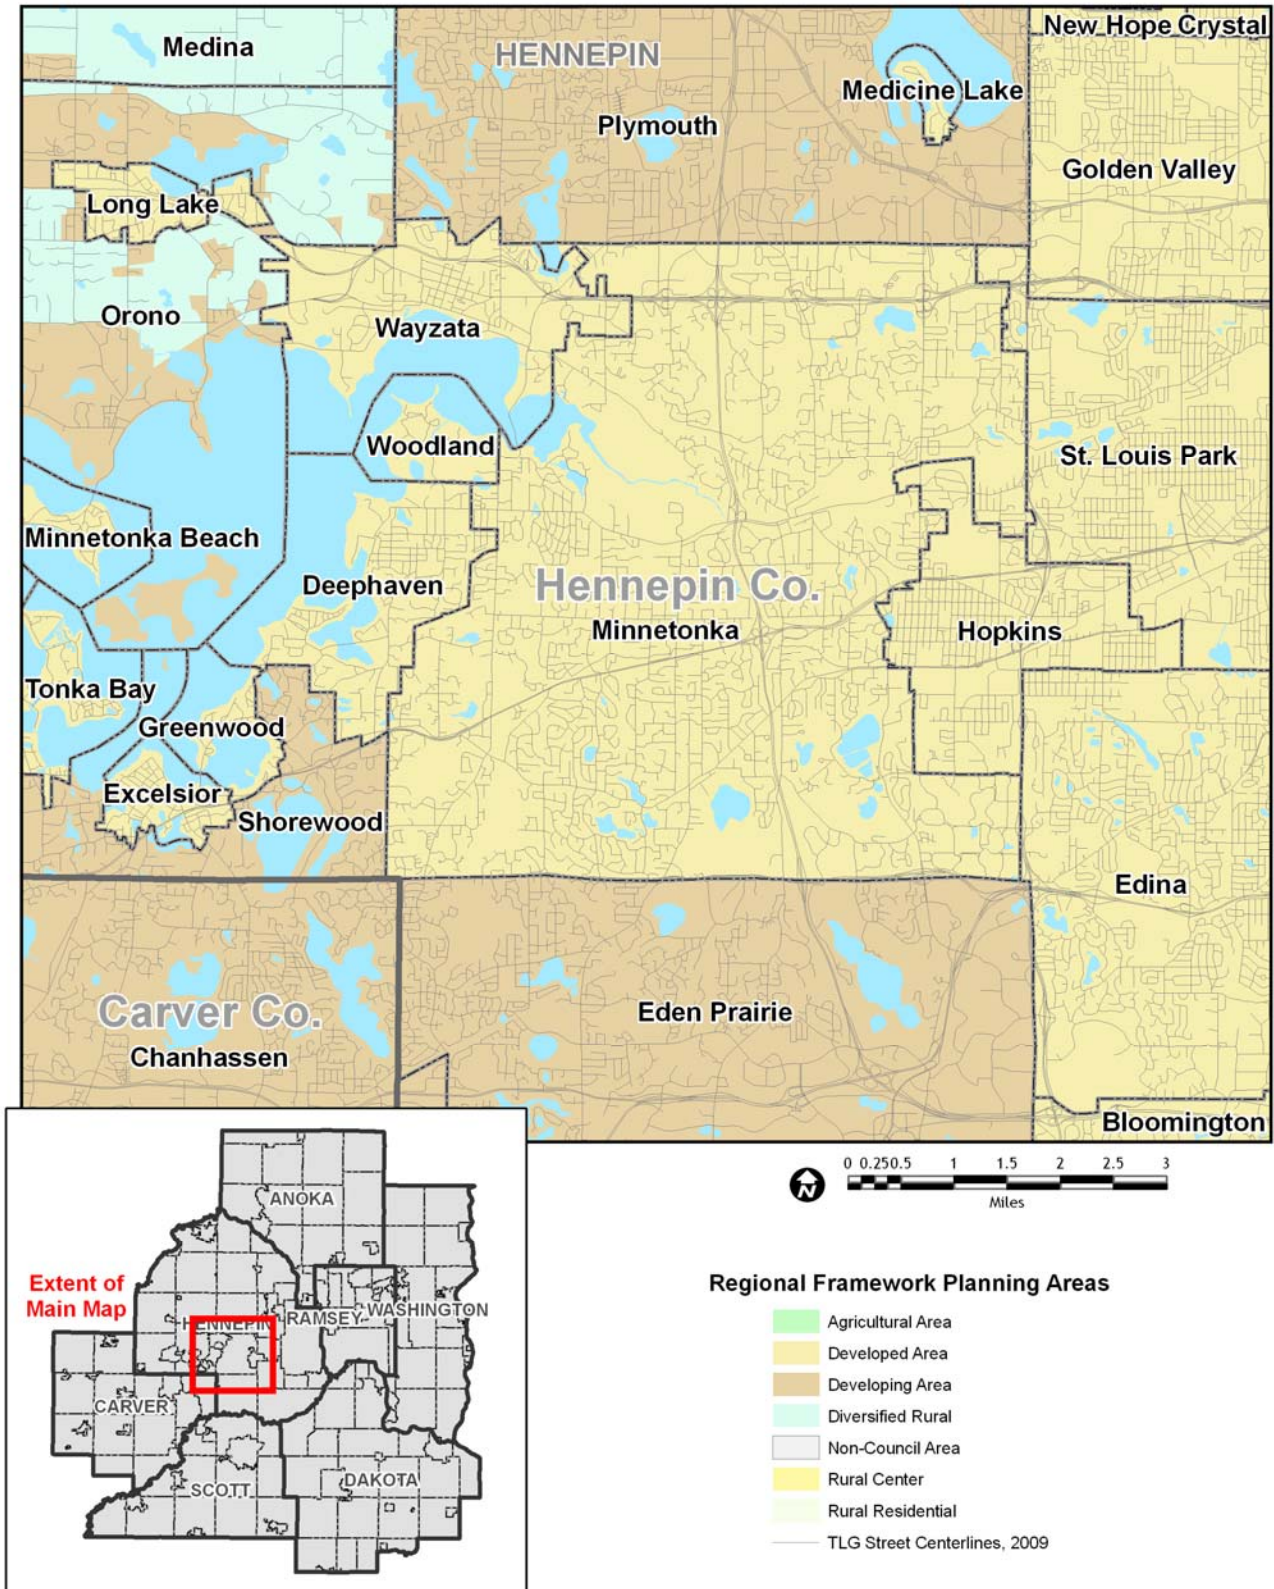 New Hope Crystal
Medina
HENNEPIN
Medicine Lake
Plymouth
Golden Valley
Long Lake
Orono
Wayzata
Woodland
St. Louis Park
Minnetonka Beach
Deephaven
Hennepin Co.
Minnetonka
Hopkins
Tonka Bay
Greenwood
Excelsior
Shorewood
Edina
Carver Co.
Eden Prairie
Chanhassen
Bloomington
0 0.25 0.5 1 1.5 2 2.5 3
Miles
N
Extent of
Main Map
ANOKA
HENNEPIN
RAMSEY
WASHINGTON
CARVER
SCOTT
DAKOTA
Regional Framework Planning Areas
Agricultural Area
Developed Area
Developing Area
Diversified Rural
Non-Council Area
Rural Center
Rural Residential
TLG Street Centerlines, 2009